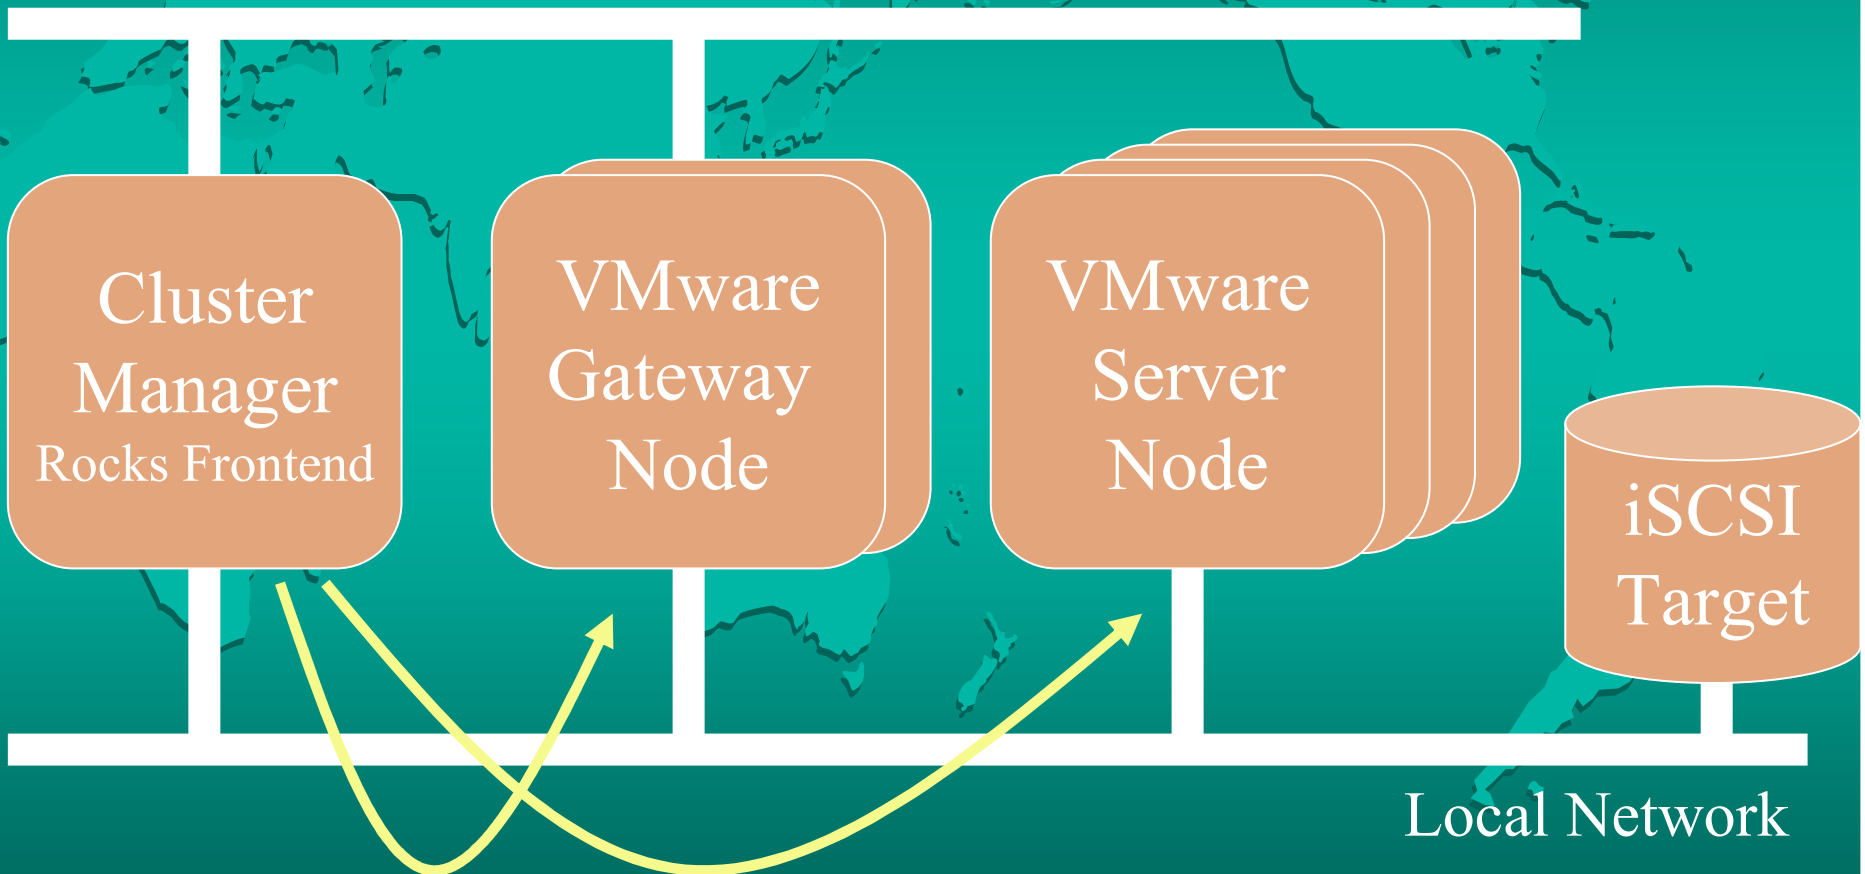 Cluster
Manager
Rocks Frontend
VMware
Gateway
Node
VMware
Server
Node
iSCSI
Target
Local Network